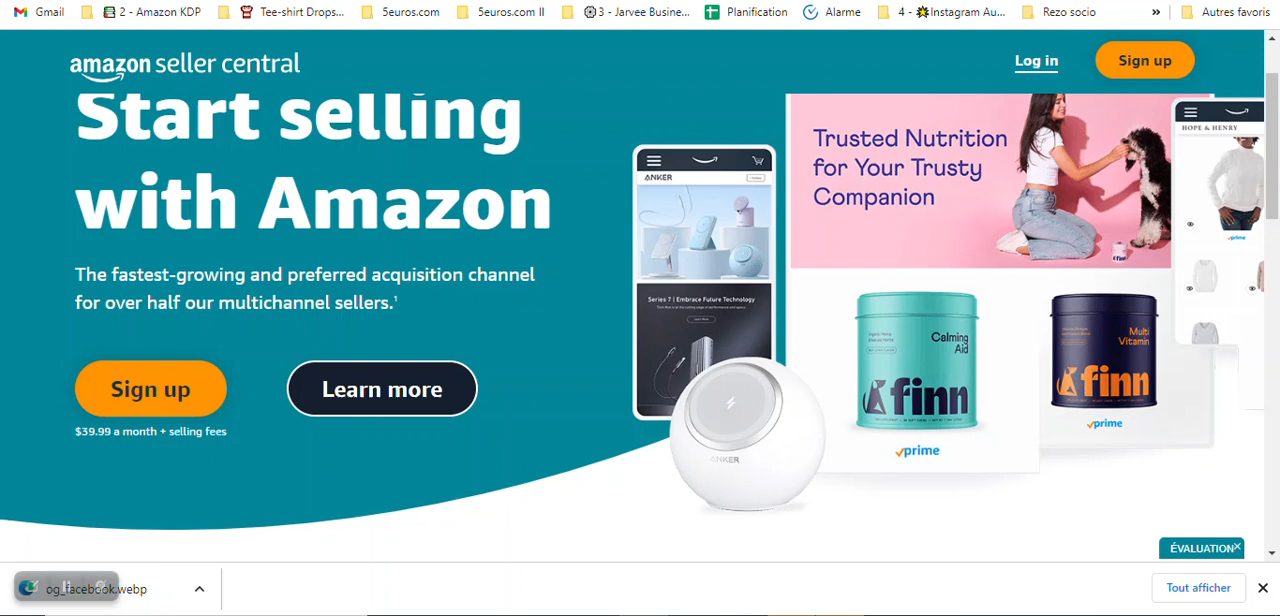 Gmail
2 - Amazon KDP
Tee-shirt Drops...
5euros.com
5euros.com II
3 - Jarvee Busine...
Planification
Alarme
4 - Instagram Au...
Rezo socio
»
Autres favoris
amazon seller central
Log in
Sign up
Start selling
with Amazon
The fastest-growing and preferred acquisition channel
for over half our multichannel sellers.¹
Sign up
Learn more
$39.99 a month + selling fees
ANKER
Series 7 | Embrace Future Technology
Learn More
ANKER
Trusted Nutrition
for Your Trusty
Companion
HOPE & HENRY
prime
Calming
Aid
finn
prime
Multi
Vitamin
finn
prime
ÉVALUATION
og_facebook.webp
Tout afficher